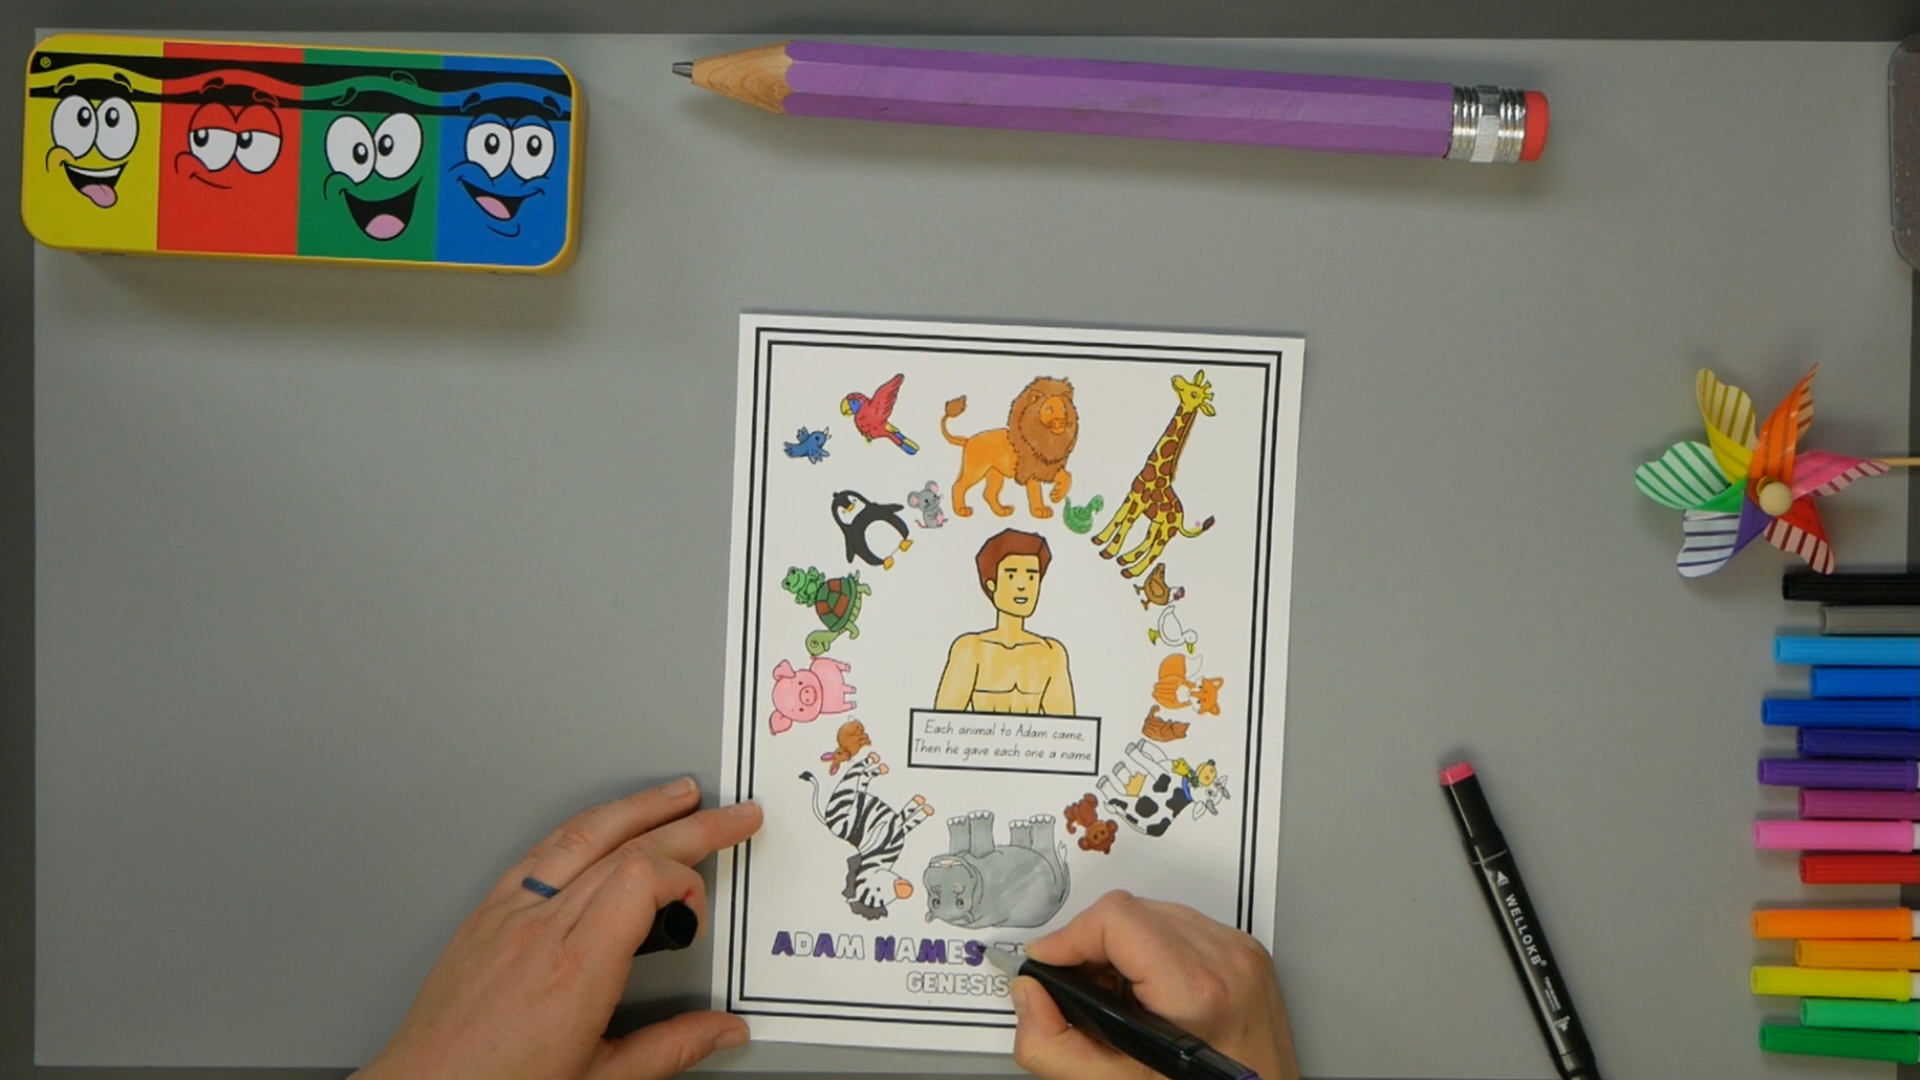 Each animal to Adam came.
Then he gave each one a name
ADAM NAMES
GENESIS
WELLOKB